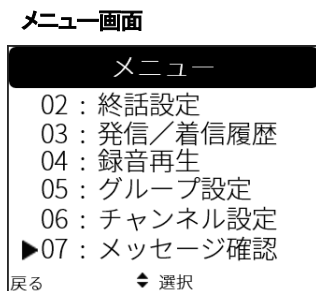 メニュー画面
メニュー
02：終話設定
03：発信／着信履歴
04：録音再生
05：グループ設定
06：チャンネル設定
▶07：メッセージ確認
戻る ♦ 選択